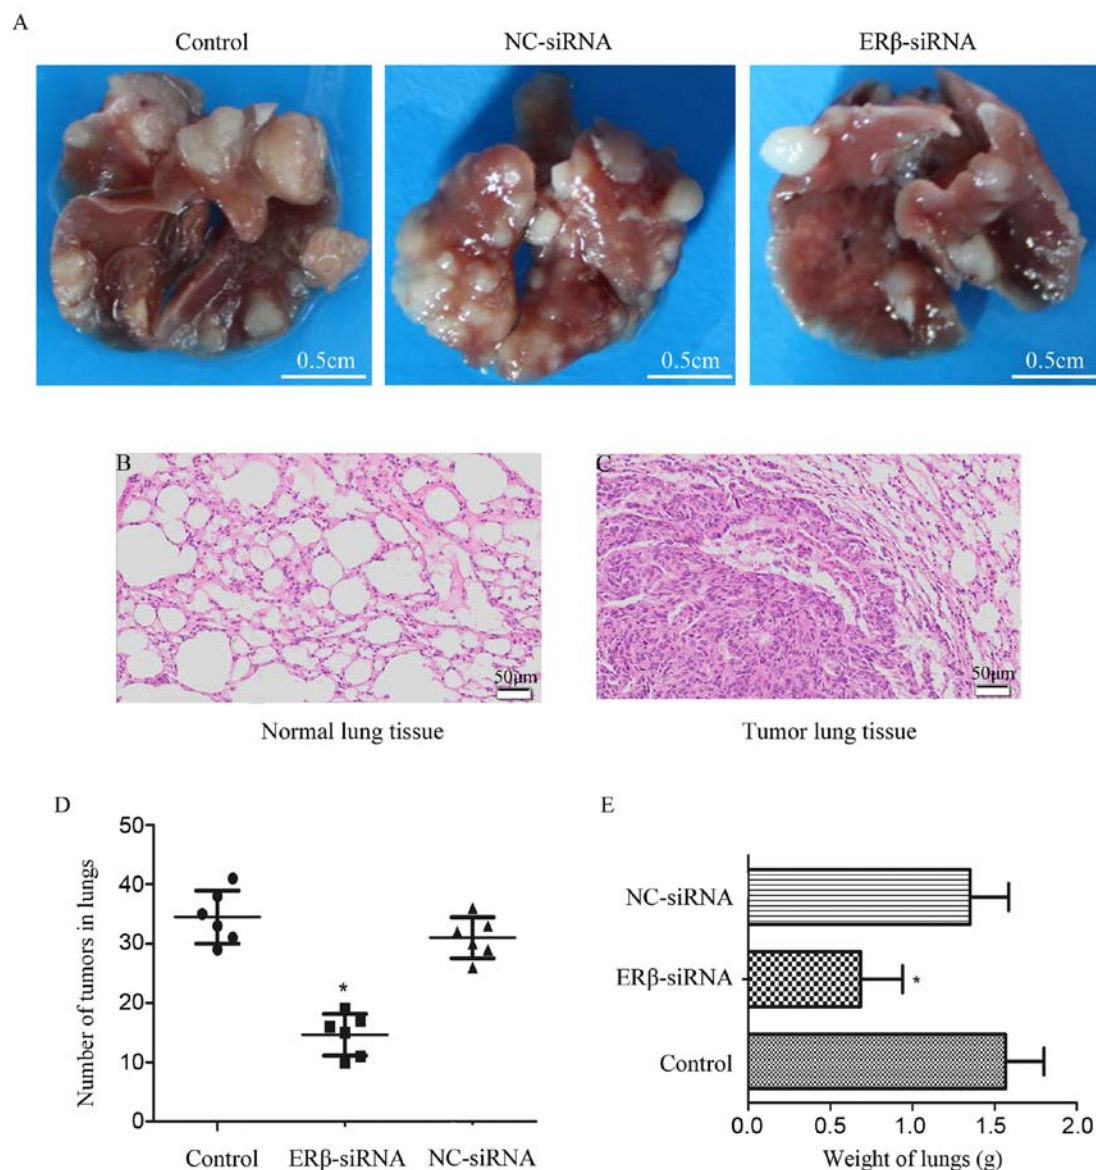 A
Control
NC-siRNA
ERβ-siRNA
0.5cm
0.5cm
0.5cm
B
50μm
Normal lung tissue
C
50μm
Tumor lung tissue
D
Number of tumors in lungs
50
40
30
20
10
0
*
Control
ERβ-siRNA
NC-siRNA
E
NC-siRNA
ERβ-siRNA
*
Control
0.0
0.5
1.0
1.5
2.0
Weight of lungs (g)